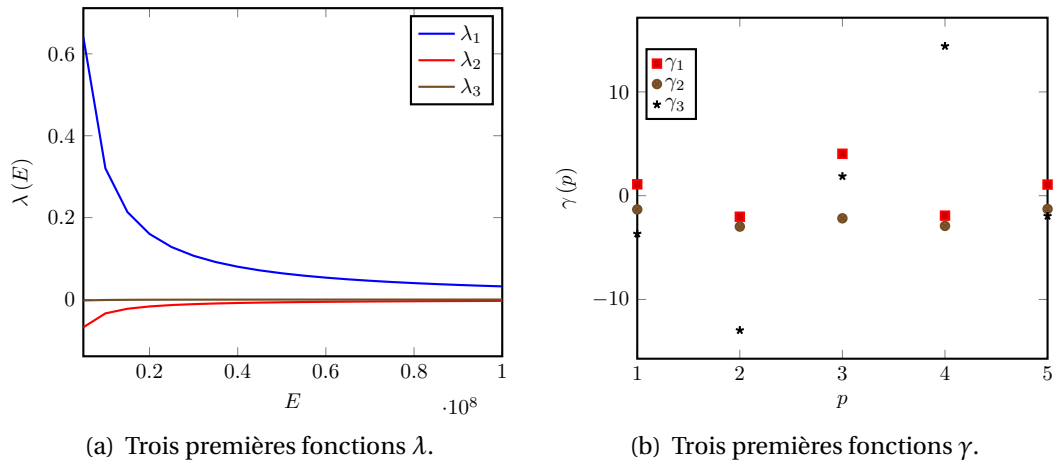 λ1
λ2
λ3
0.6
0.4
0.2
0
λ(E)
0.2
0.4
0.6
0.8
1
E
·10^8
(a) Trois premières fonctions λ.
γ1
γ2
γ3
10
0
−10
γ(p)
1
2
3
4
5
p
(b) Trois premières fonctions γ.